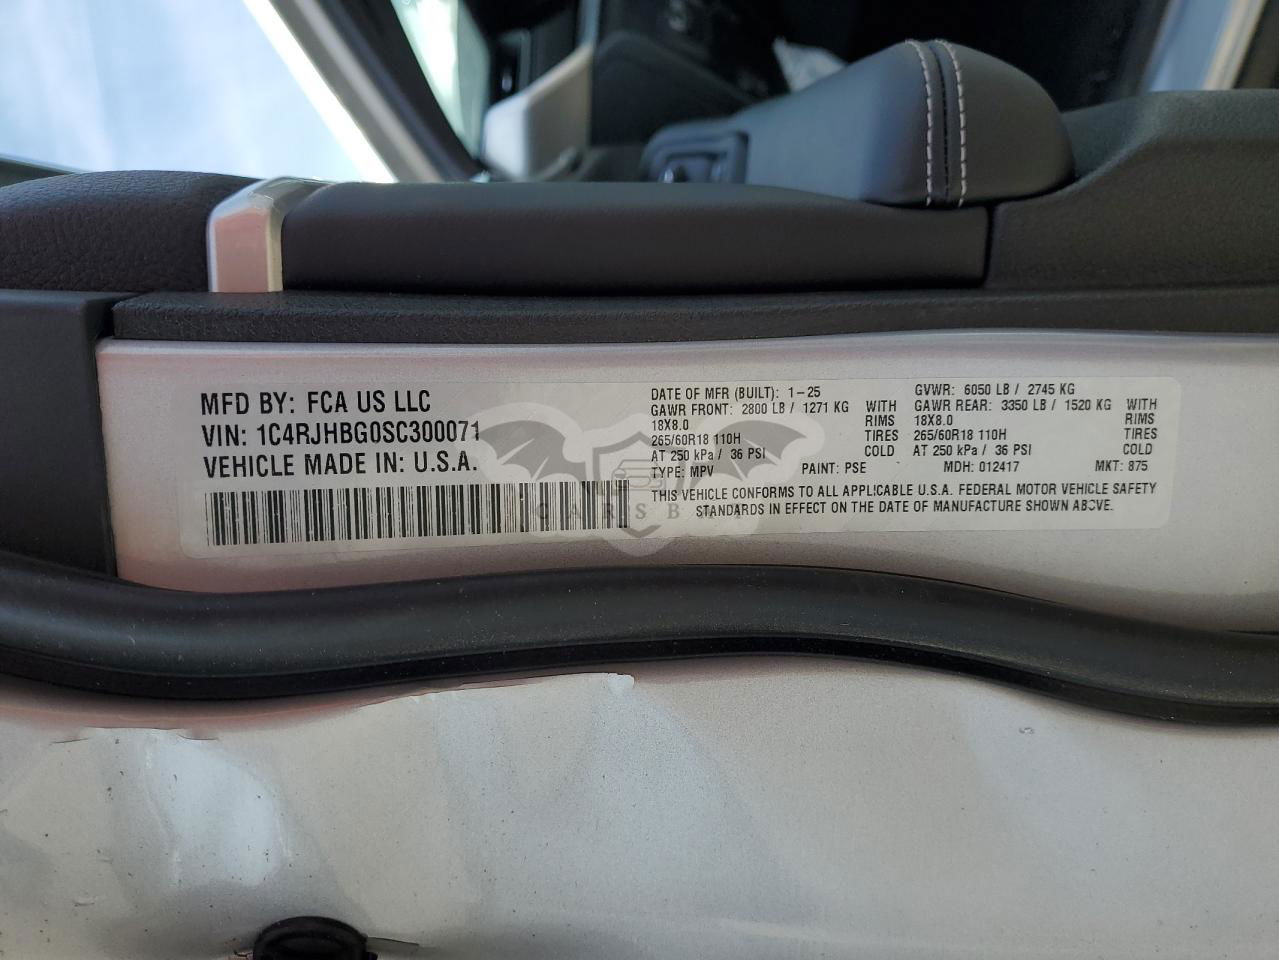 MFD BY: FCA US LLC
VIN: 1C4RJHBG0SC300071
VEHICLE MADE IN: U.S.A.
DATE OF MFR (BUILT): 1-25
GAWR FRONT: 2800 LB / 1271 KG WITH
18X8.0 RIMS
265/60R18 110H TIRES
AT 250 kPa / 36 PSI COLD
GVWR: 6050 LB / 2745 KG
GAWR REAR: 3350 LB / 1520 KG WITH
18X8.0 RIMS
265/60R18 110H TIRES
AT 250 kPa / 36 PSI COLD
TYPE: MPV PAINT: PSE MDH: 012417 MKT: 875
THIS VEHICLE CONFORMS TO ALL APPLICABLE U.S.A. FEDERAL MOTOR VEHICLE SAFETY
STANDARDS IN EFFECT ON THE DATE OF MANUFACTURE SHOWN ABOVE.